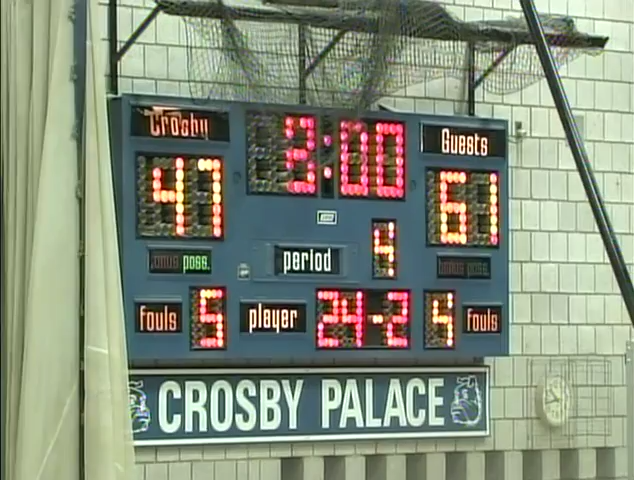 Crosby 2:00 Guests
47 61
bonus poss. period 4 bonus poss.
fouls 5 player 24-2 4 fouls
CROSBY PALACE